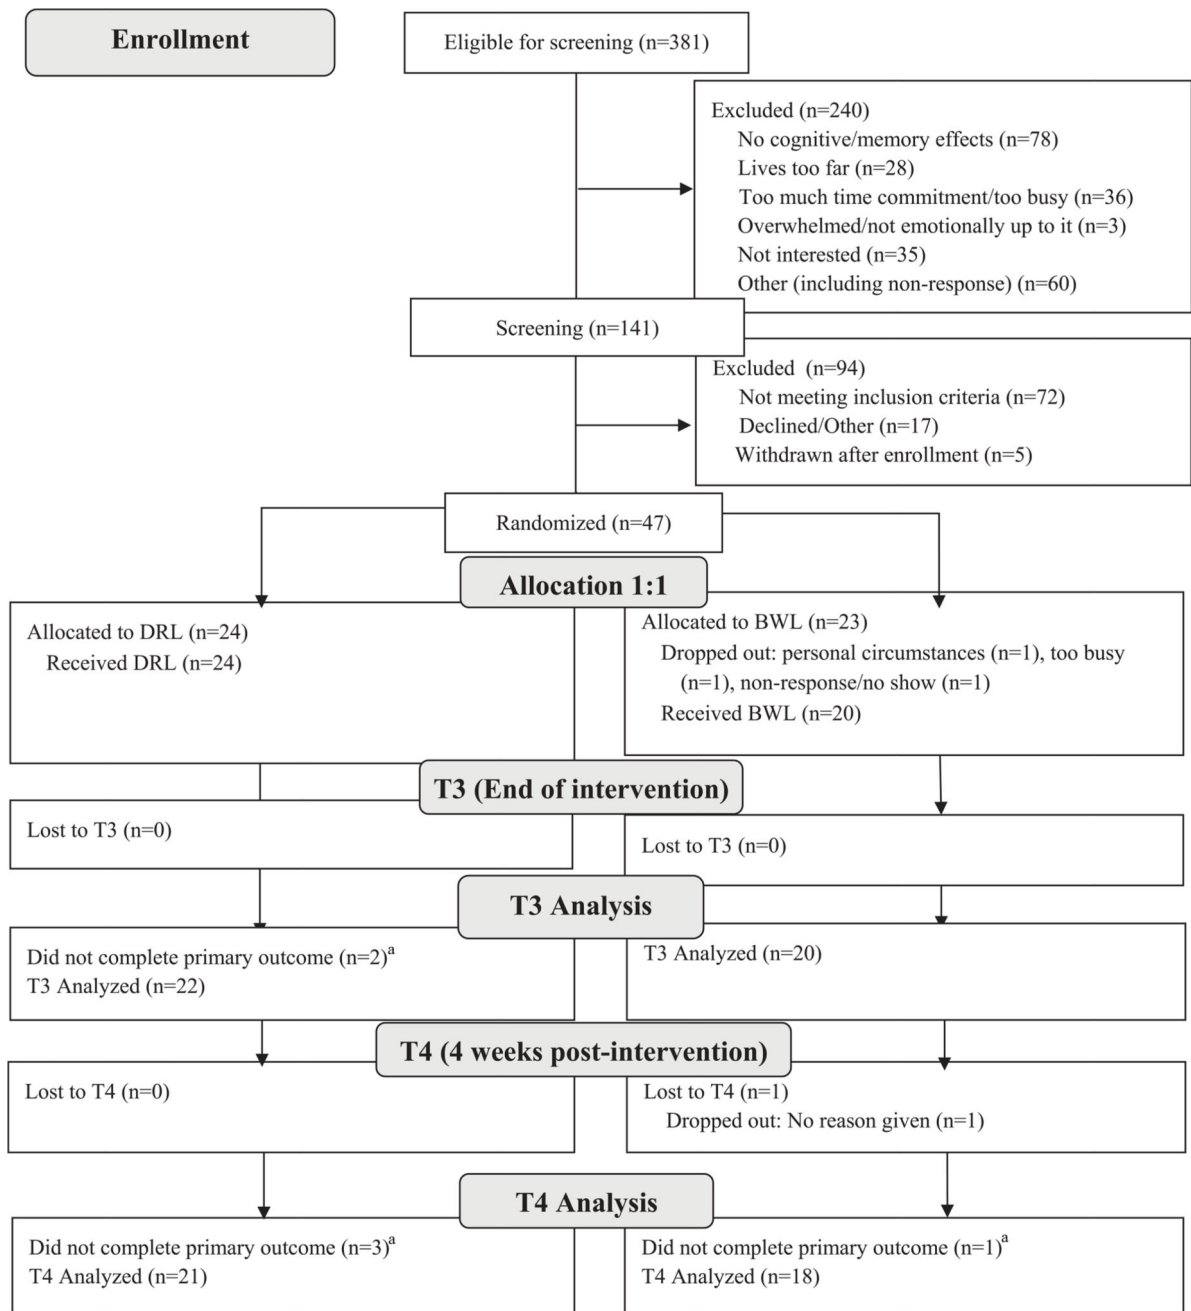 Enrollment
Eligible for screening (n=381)
Excluded (n=240)
No cognitive/memory effects (n=78)
Lives too far (n=28)
Too much time commitment/too busy (n=36)
Overwhelmed/not emotionally up to it (n=3)
Not interested (n=35)
Other (including non-response) (n=60)
Screening (n=141)
Excluded (n=94)
Not meeting inclusion criteria (n=72)
Declined/Other (n=17)
Withdrawn after enrollment (n=5)
Randomized (n=47)
Allocation 1:1
Allocated to DRL (n=24)
Received DRL (n=24)
Allocated to BWL (n=23)
Dropped out: personal circumstances (n=1), too busy
(n=1), non-response/no show (n=1)
Received BWL (n=20)
T3 (End of intervention)
Lost to T3 (n=0)
Lost to T3 (n=0)
T3 Analysis
Did not complete primary outcome (n=2)ᵃ
T3 Analyzed (n=22)
T3 Analyzed (n=20)
T4 (4 weeks post-intervention)
Lost to T4 (n=0)
Lost to T4 (n=1)
Dropped out: No reason given (n=1)
T4 Analysis
Did not complete primary outcome (n=3)ᵃ
T4 Analyzed (n=21)
Did not complete primary outcome (n=1)ᵃ
T4 Analyzed (n=18)